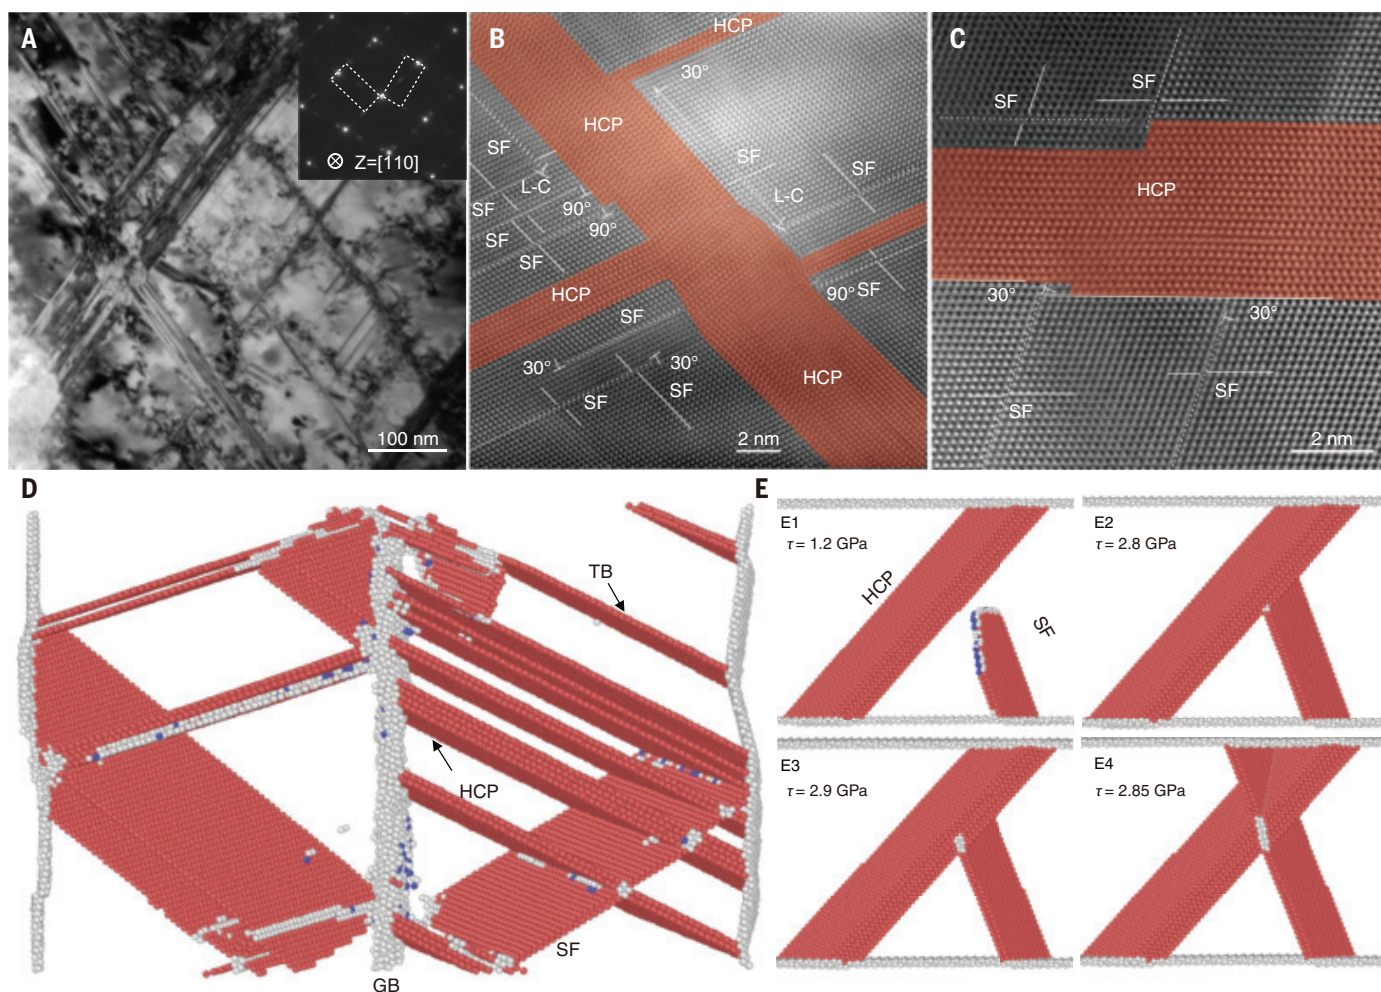 A
Z=[110]
100 nm
B
HCP
30°
HCP
SF
SF
SF
L-C
L-C
SF
90°
90°
SF
SF
HCP
90°
SF
SF
30°
30°
SF
SF
HCP
2 nm
C
SF
SF
HCP
30°
30°
SF
SF
2 nm
D
TB
HCP
SF
GB
E
E1
τ = 1.2 GPa
HCP
SF
E2
τ = 2.8 GPa
E3
τ = 2.9 GPa
E4
τ = 2.85 GPa